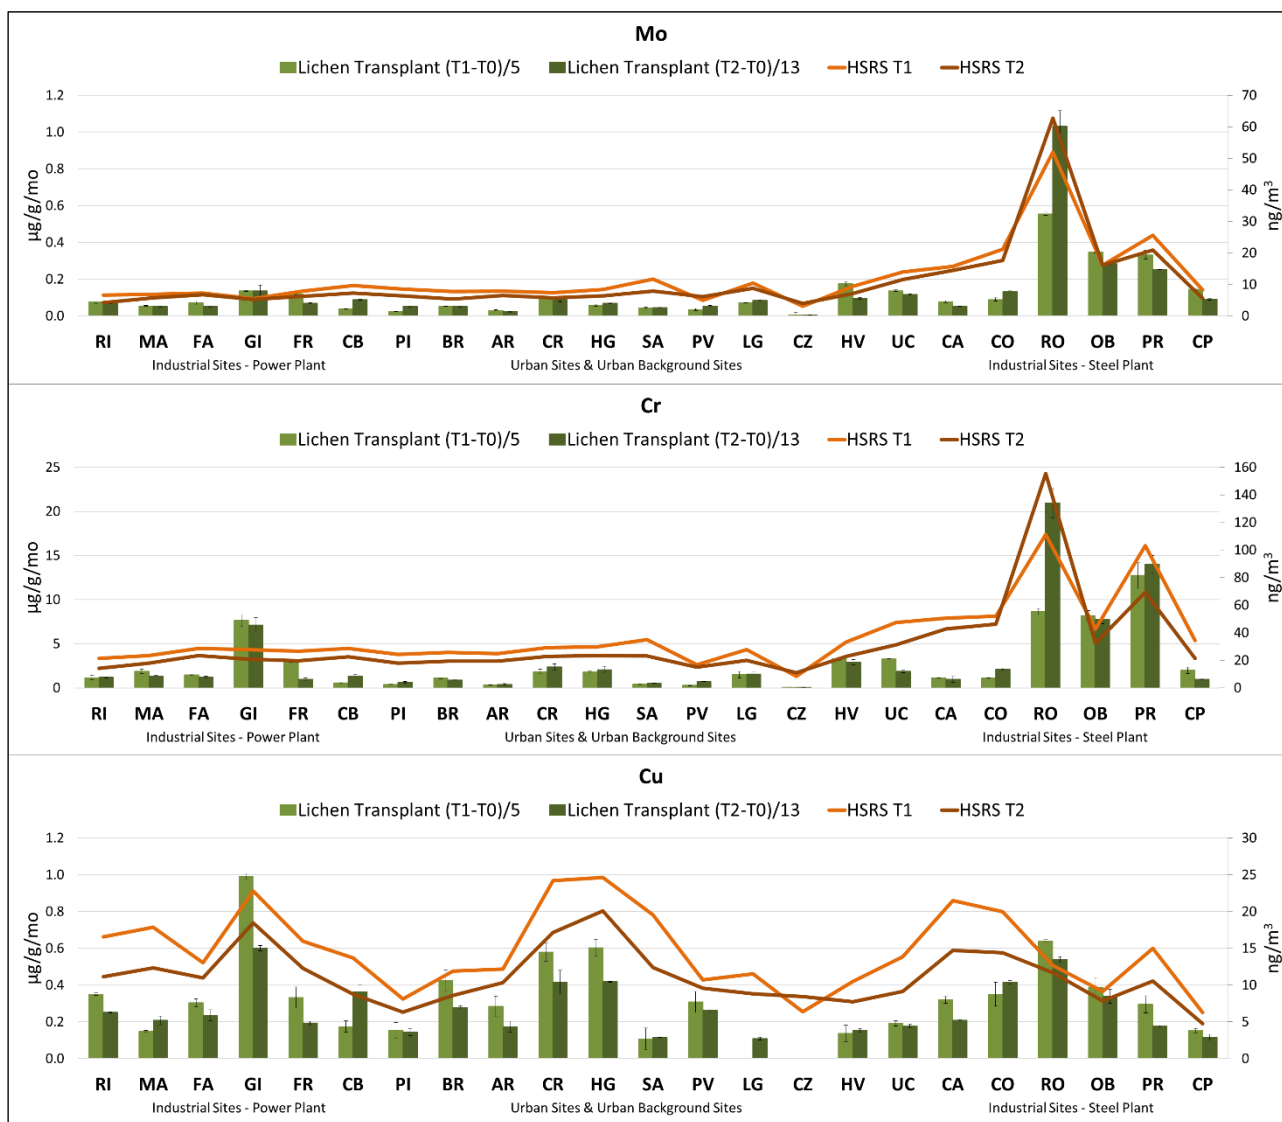 Mo
Lichen Transplant (T1-T0)/5 Lichen Transplant (T2-T0)/13 HSRS T1 HSRS T2
1.2 70
1.0 60
0.8 50
0.6 40
0.4 30
0.2 20
0.0 10
0
µg/g/mo
ng/m³
RI MA FA GI FR CB PI BR AR CR HG SA PV LG CZ HV UC CA CO RO OB PR CP
Industrial Sites - Power Plant Urban Sites & Urban Background Sites Industrial Sites - Steel Plant
Cr
Lichen Transplant (T1-T0)/5 Lichen Transplant (T2-T0)/13 HSRS T1 HSRS T2
25 160
20 140
15 120
10 100
5 80
0 60
40
20
0
µg/g/mo
ng/m³
RI MA FA GI FR CB PI BR AR CR HG SA PV LG CZ HV UC CA CO RO OB PR CP
Industrial Sites - Power Plant Urban Sites & Urban Background Sites Industrial Sites - Steel Plant
Cu
Lichen Transplant (T1-T0)/5 Lichen Transplant (T2-T0)/13 HSRS T1 HSRS T2
1.2 30
1.0 25
0.8 20
0.6 15
0.4 10
0.2 5
0.0 0
µg/g/mo
ng/m³
RI MA FA GI FR CB PI BR AR CR HG SA PV LG CZ HV UC CA CO RO OB PR CP
Industrial Sites - Power Plant Urban Sites & Urban Background Sites Industrial Sites - Steel Plant